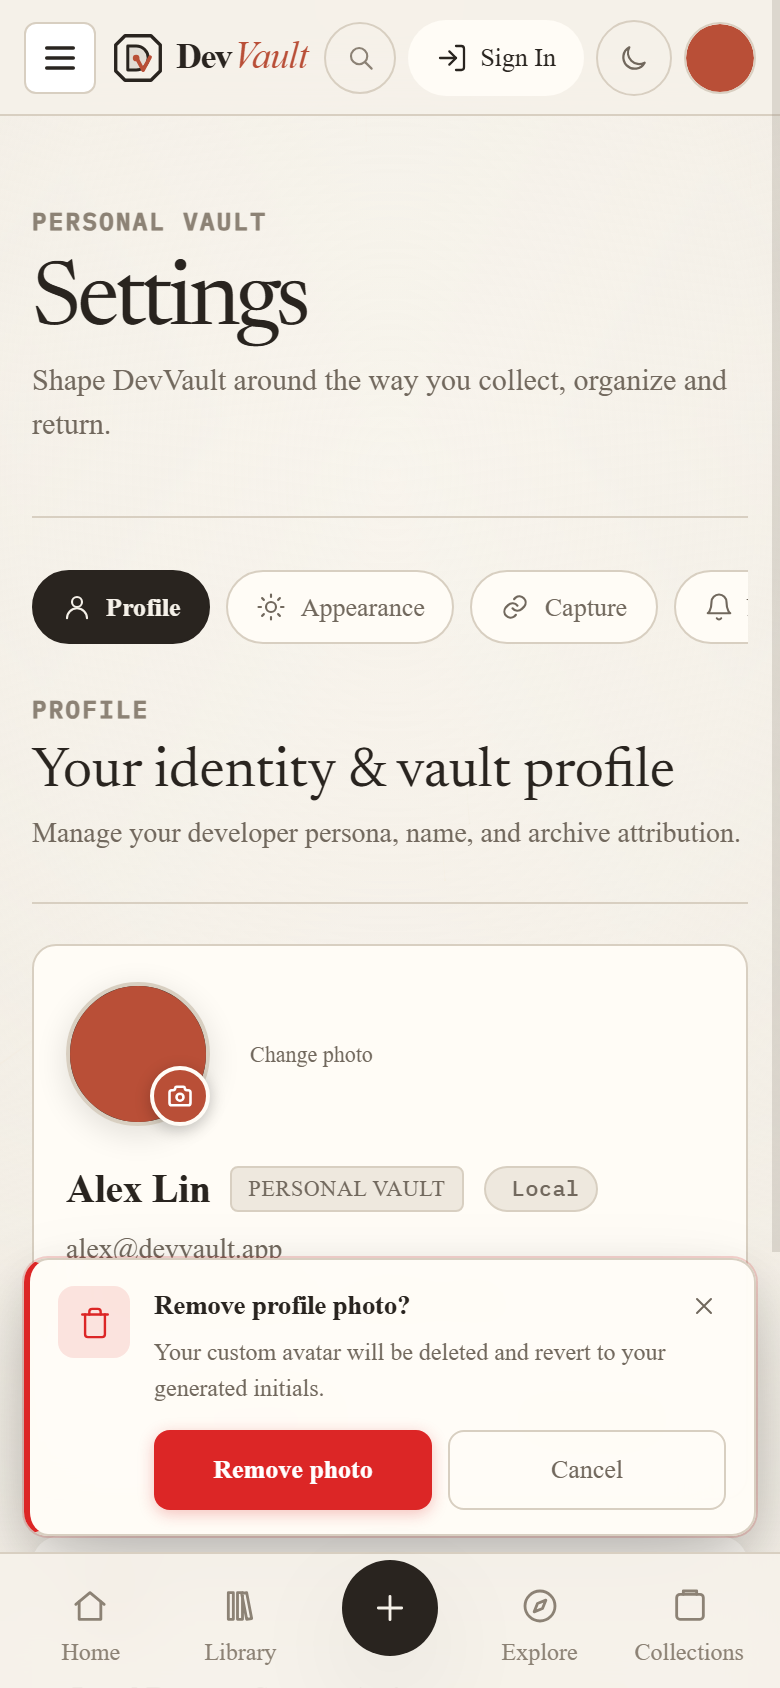 DevVault
Sign In
PERSONAL VAULT
Settings
Shape DevVault around the way you collect, organize and
return.
Profile
Appearance
Capture
PROFILE
Your identity & vault profile
Manage your developer persona, name, and archive attribution.
Change photo
Alex Lin
PERSONAL VAULT
Local
alex@devvault.app
Remove profile photo?
Your custom avatar will be deleted and revert to your
generated initials.
Remove photo
Cancel
Home
Library
Explore
Collections